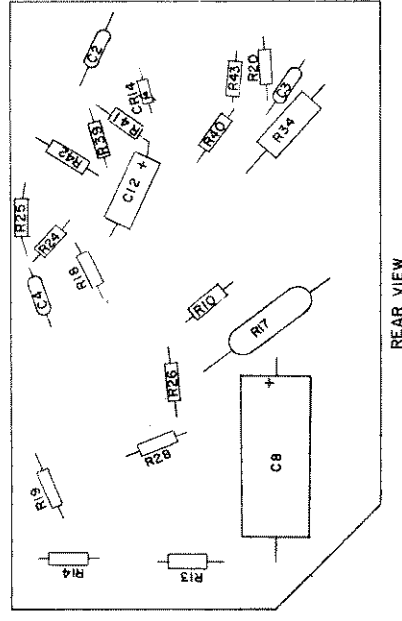 C2
CR14
R41
R39
R42
C12 +
R43
R20
C3
R40
R34
R25
R24
R18
C4
R10
R17
R26
R28
+
C8
R19
R14
R13
REAR VIEW